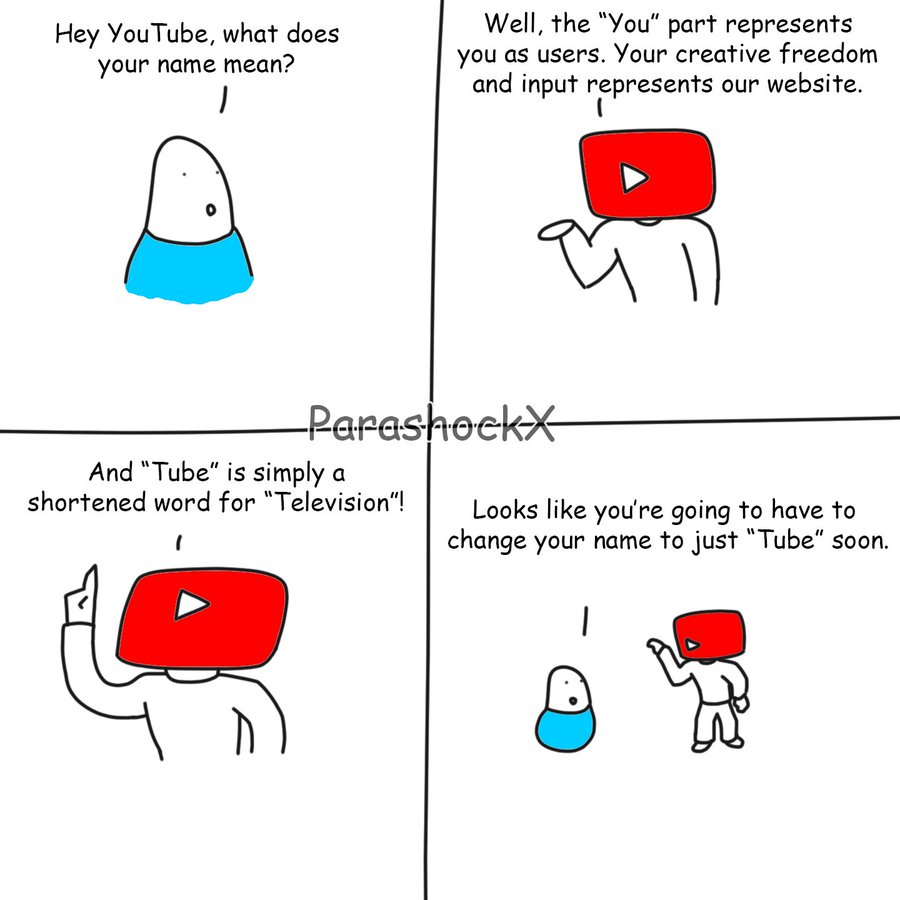 Hey YouTube, what does
your name mean?
Well, the “You” part represents
you as users. Your creative freedom
and input represents our website.
ParashockX
And “Tube” is simply a
shortened word for “Television”!
Looks like you’re going to have to
change your name to just “Tube” soon.